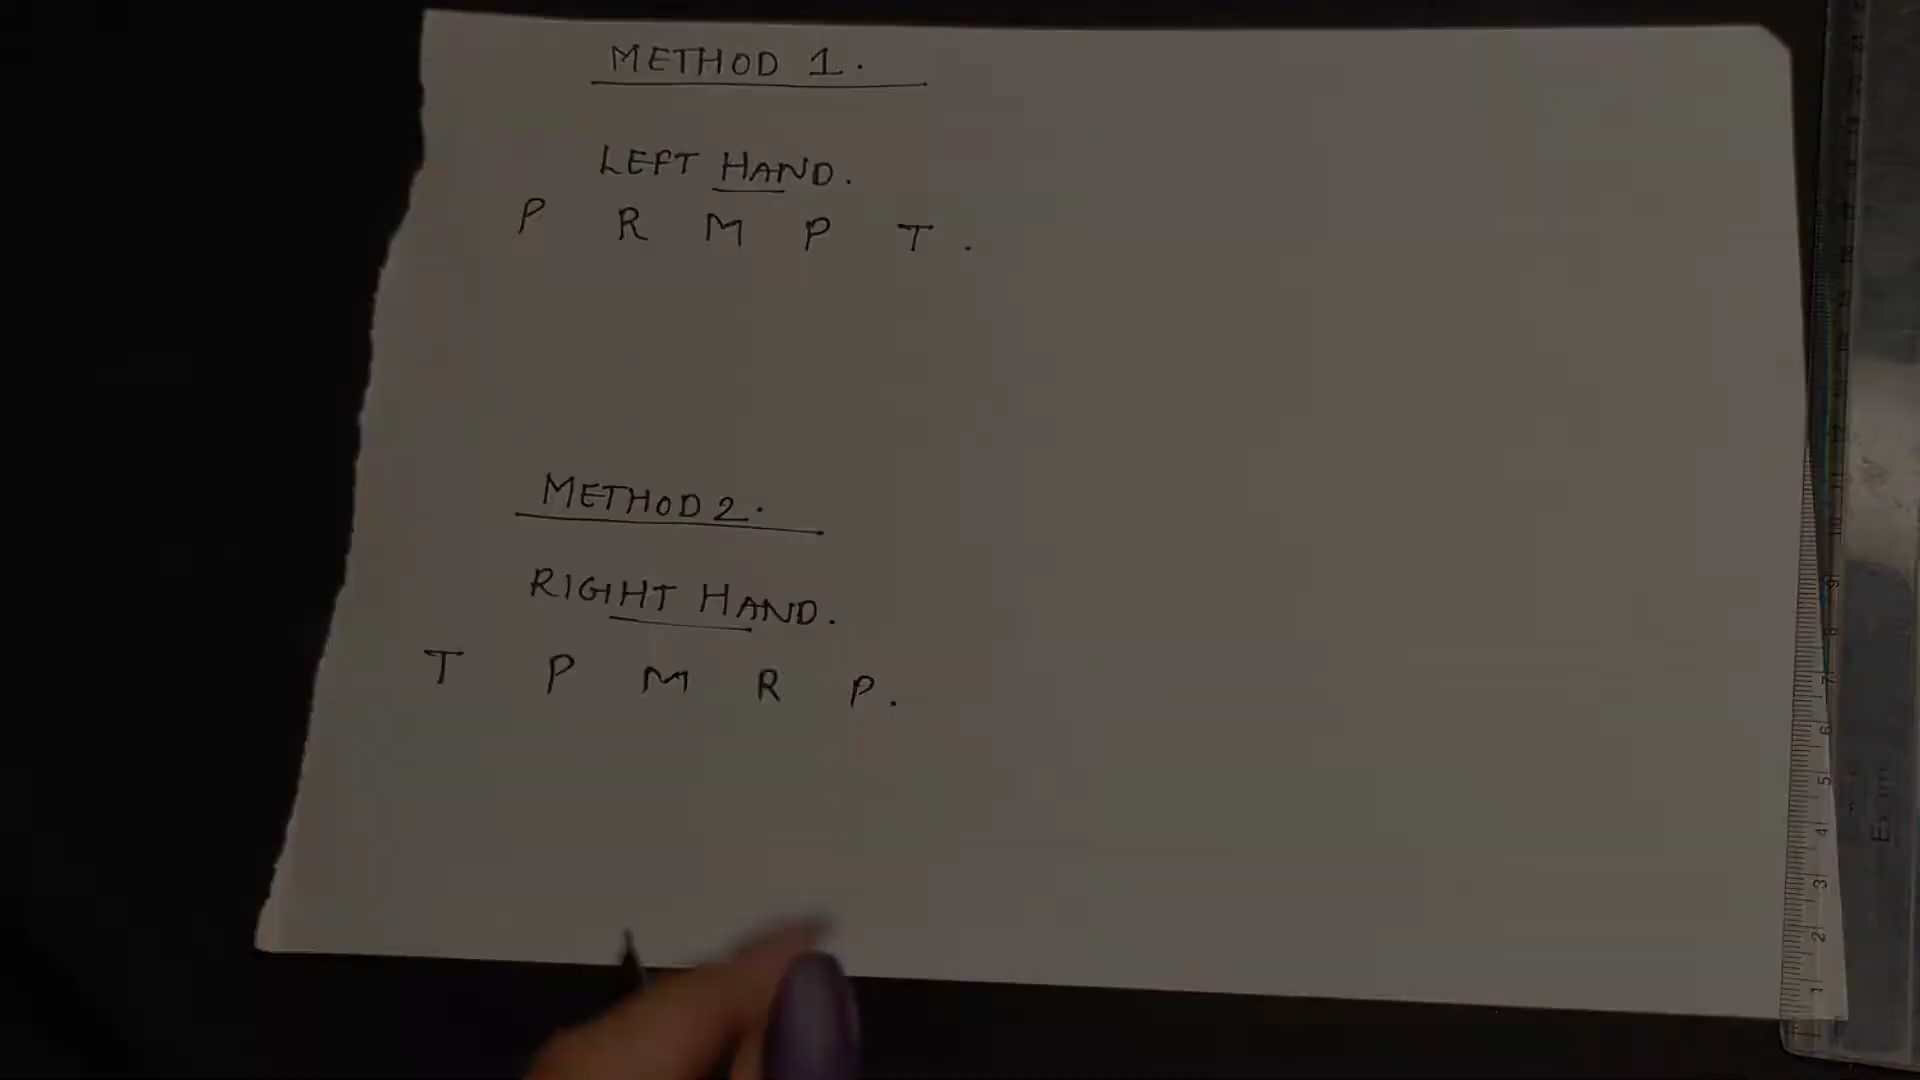 METHOD 1.
LEFT HAND.
P R M P T.
METHOD 2.
RIGHT HAND.
T P M R P.